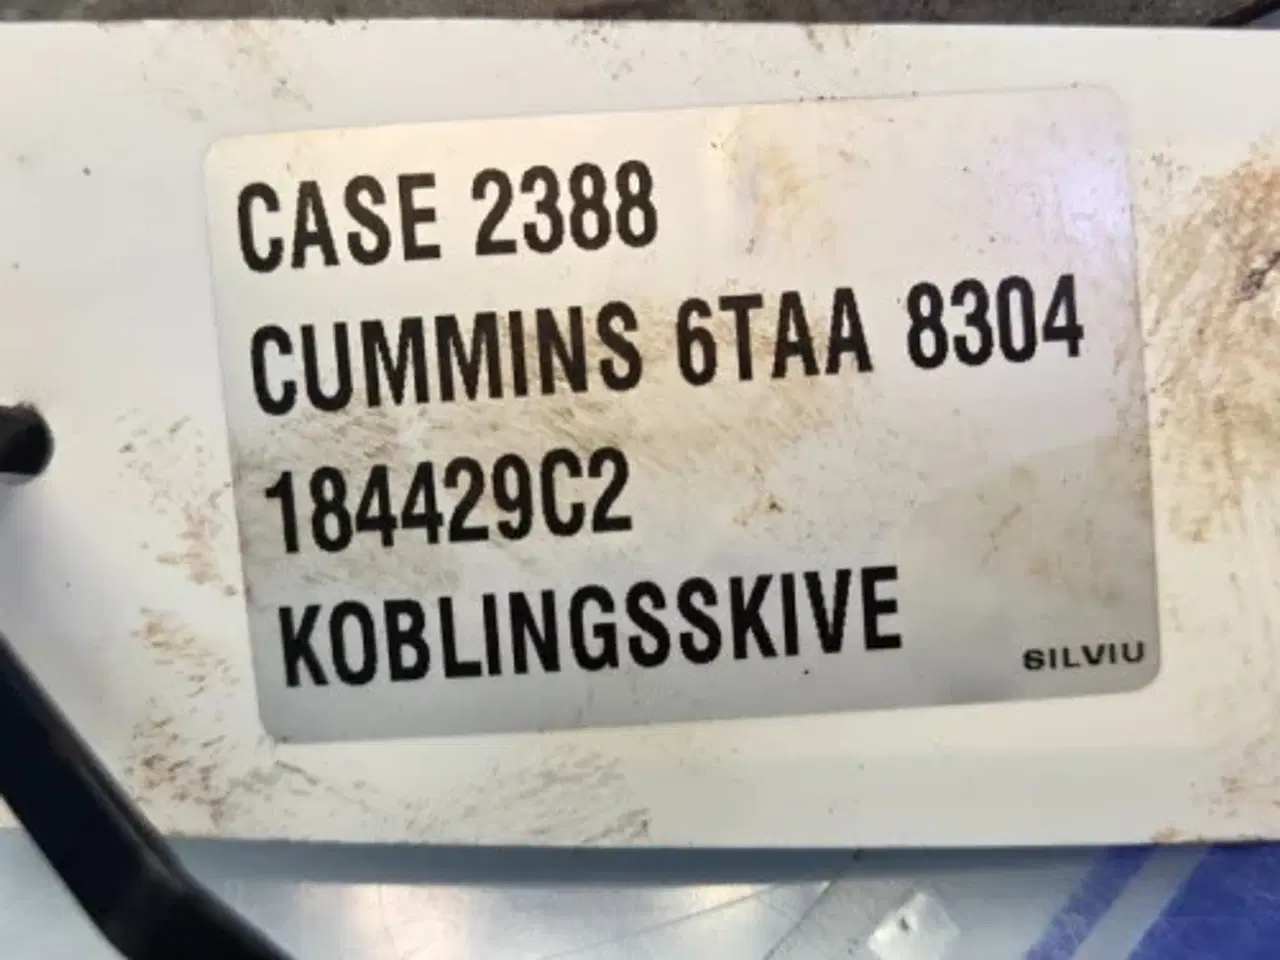 CASE 2388
CUMMINS 6TAA 8304
184429C2
KOBLINGSSKIVE
SILVIU